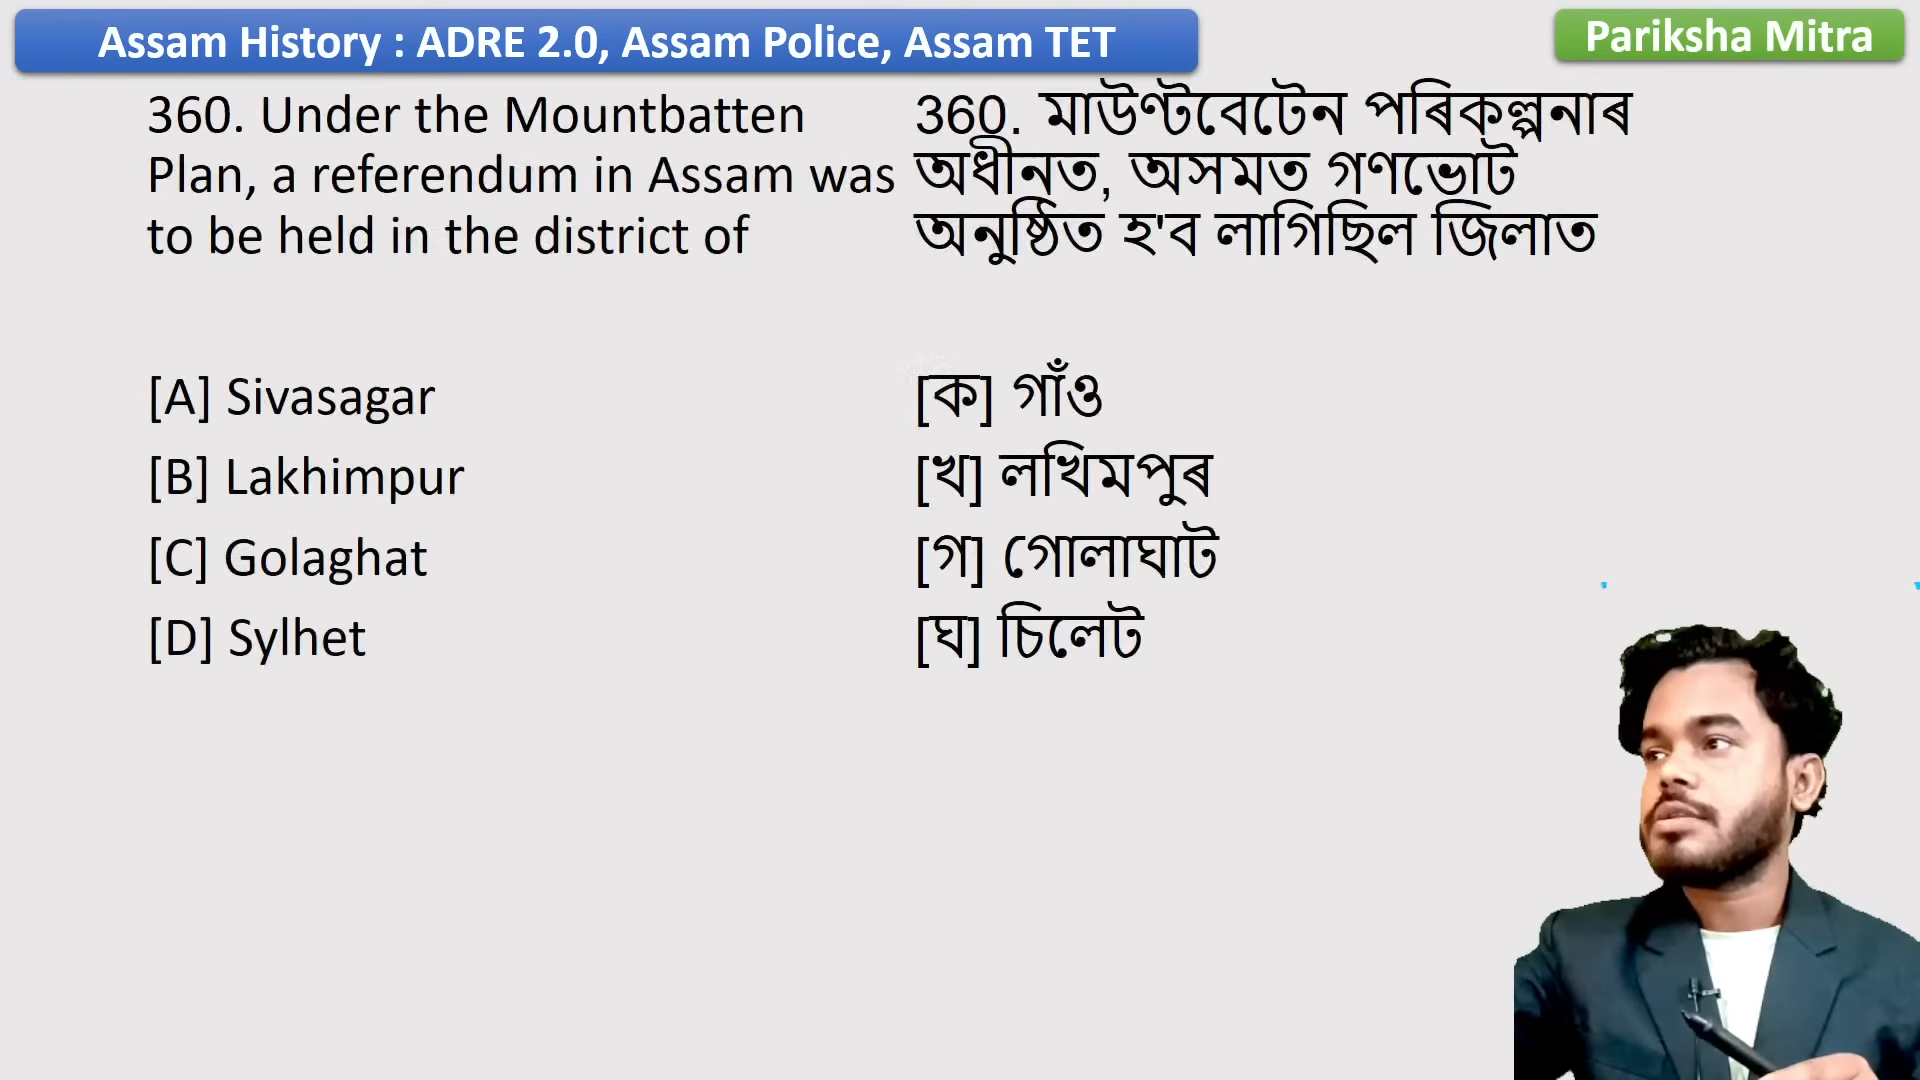 Assam History : ADRE 2.0, Assam Police, Assam TET
Pariksha Mitra
360. Under the Mountbatten
Plan, a referendum in Assam was
to be held in the district of
[A] Sivasagar
[B] Lakhimpur
[C] Golaghat
[D] Sylhet
360. মাউণ্টবেটেন পৰিকল্পনাৰ
অধীনত, অসমত গণভোট
অনুষ্ঠিত হ'ব লাগিছিল জিলাত
[ক] গাঁও
[খ] লখিমপুৰ
[গ] গোলাঘাট
[ঘ] চিলেট